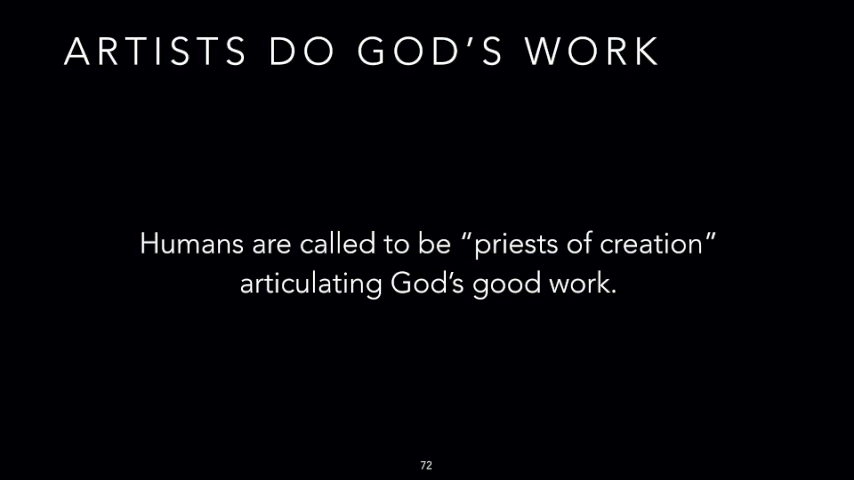 ARTISTS DO GOD’S WORK
Humans are called to be “priests of creation”
articulating God’s good work.
72